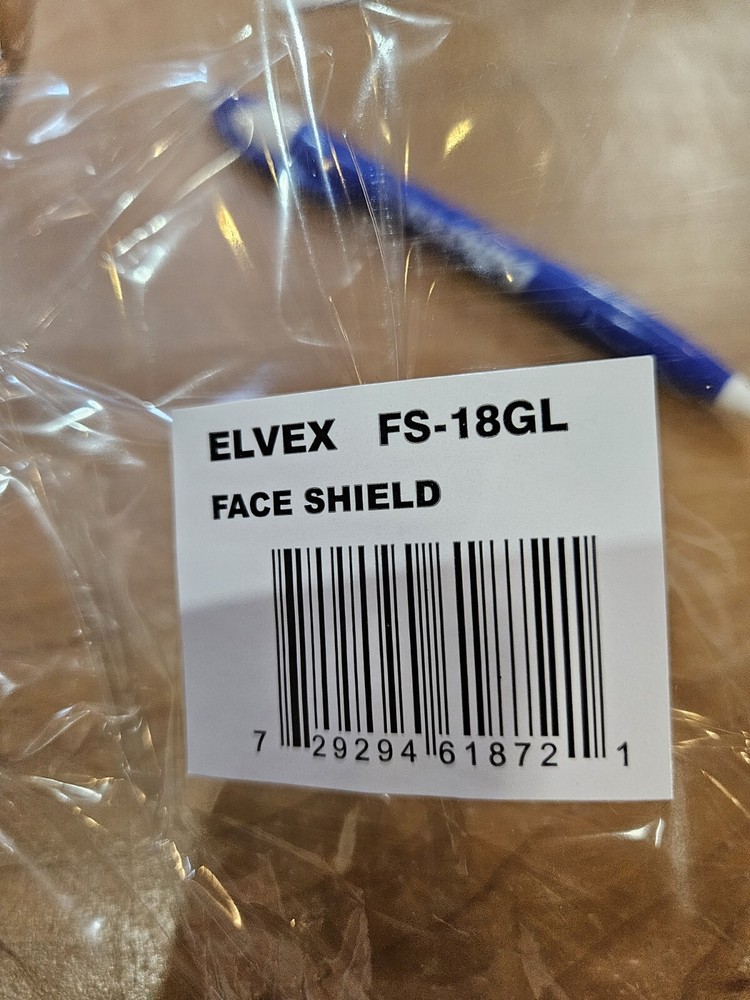 ELVEX FS-18GL
FACE SHIELD
7 29294 61872 1